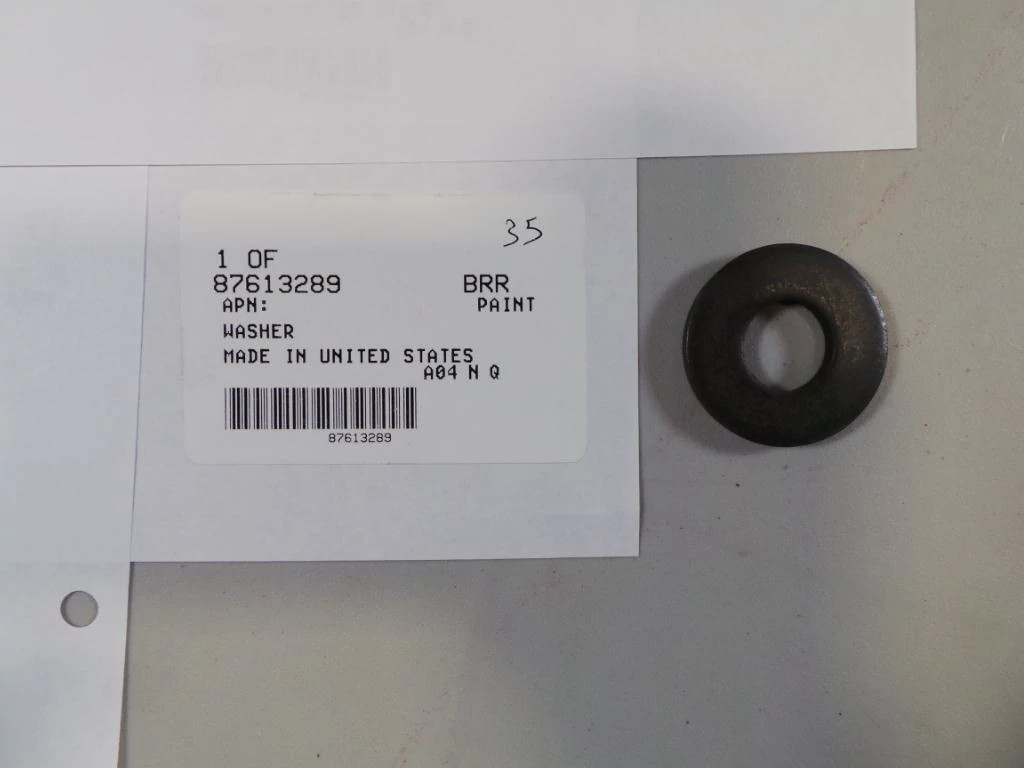 35
1 OF
87613289 BRR
APN: PAINT
WASHER
MADE IN UNITED STATES
A04 N Q
87613289